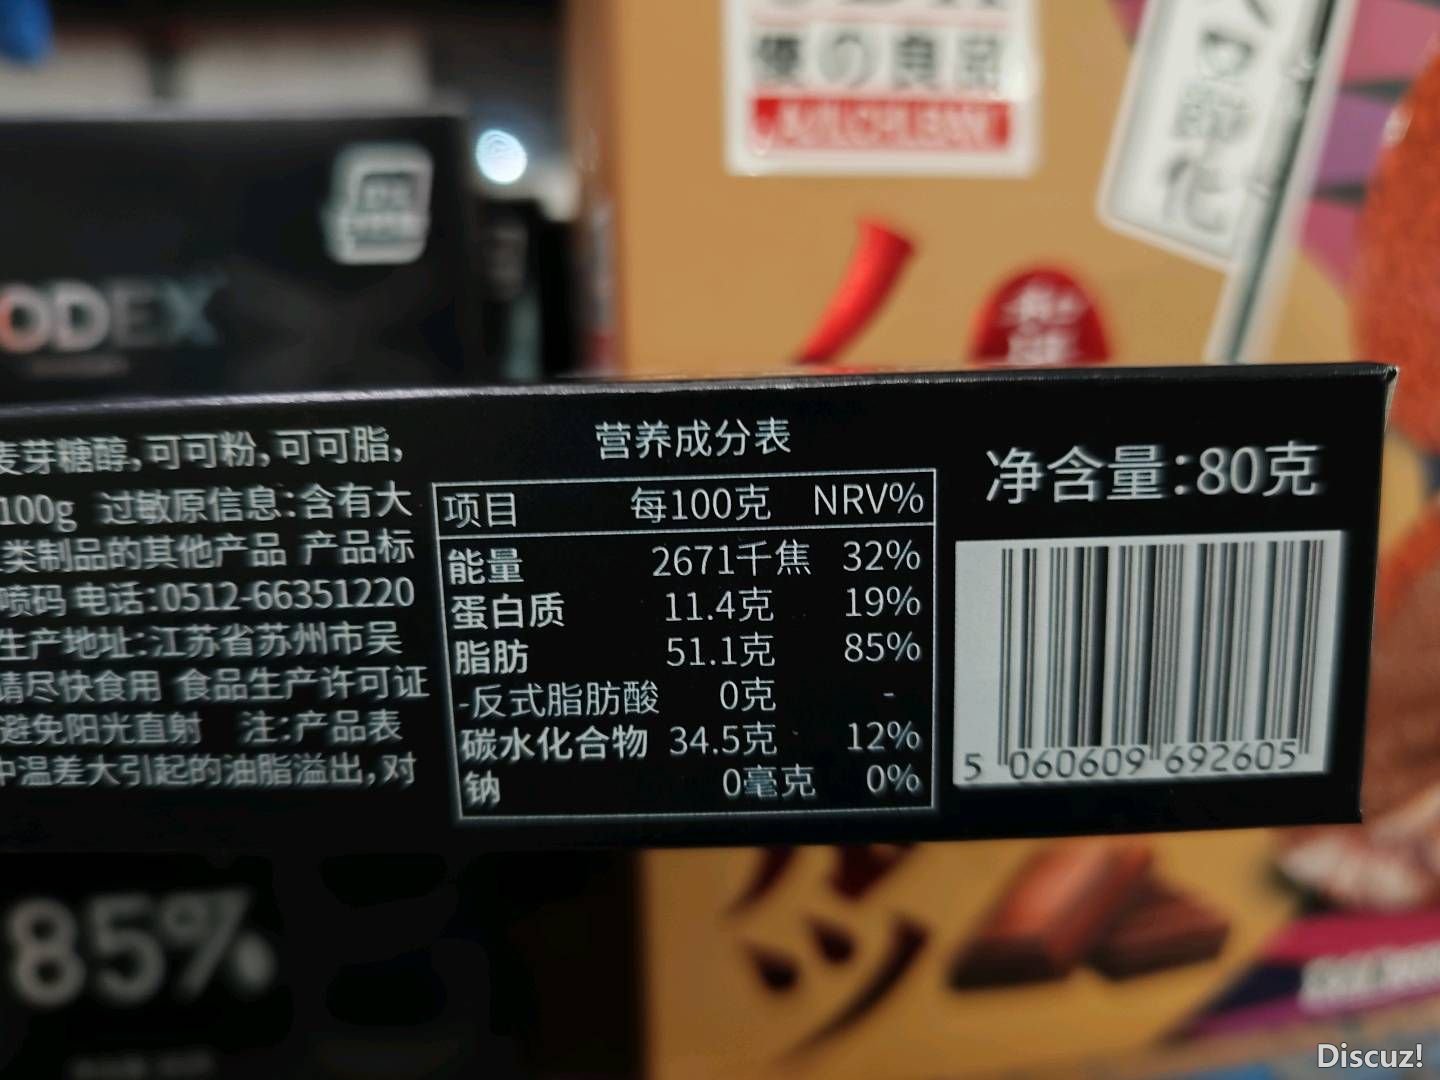 俺の良品
ODEX
麦芽糖醇,可可粉,可可脂,
100g 过敏原信息:含有大
类制品的其他产品 产品标
喷码 电话:0512-66351220
生产地址:江苏省苏州市吴
请尽快食用 食品生产许可证
避免阳光直射 注:产品表
中温差大引起的油脂溢出,对
营养成分表
项目 每100克 NRV%
能量 2671千焦 32%
蛋白质 11.4克 19%
脂肪 51.1克 85%
-反式脂肪酸 0克 -
碳水化合物 34.5克 12%
钠 0毫克 0%
净含量:80克
5 060609 692605
85%
Discuz!